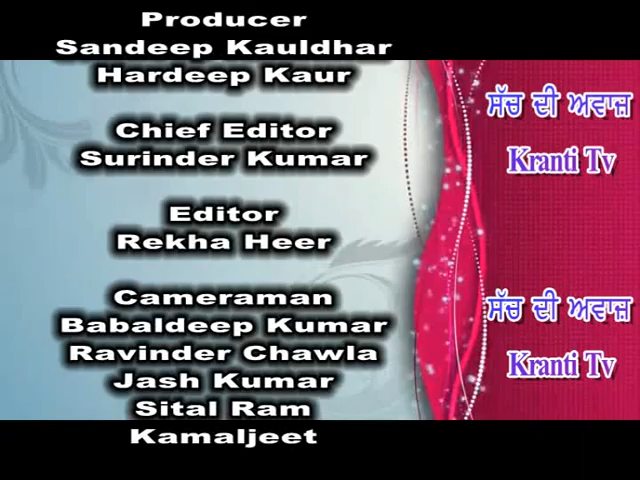 Producer
Sandeep Kauldhar
Hardeep Kaur
Chief Editor
Surinder Kumar
Editor
Rekha Heer
Cameraman
Babaldeep Kumar
Ravinder Chawla
Jash Kumar
Sital Ram
Kamaljeet
ਸੱਚ ਦੀ ਅਵਾਜ਼
Kranti Tv
ਸੱਚ ਦੀ ਅਵਾਜ਼
Kranti Tv